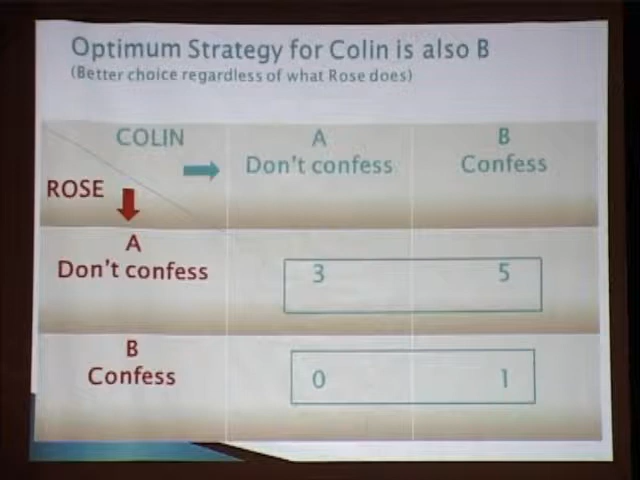 Optimum Strategy for Colin is also B
(Better choice regardless of what Rose does)
COLIN
A
Don't confess
B
Confess
ROSE
A
Don't confess
3
5
B
Confess
0
1